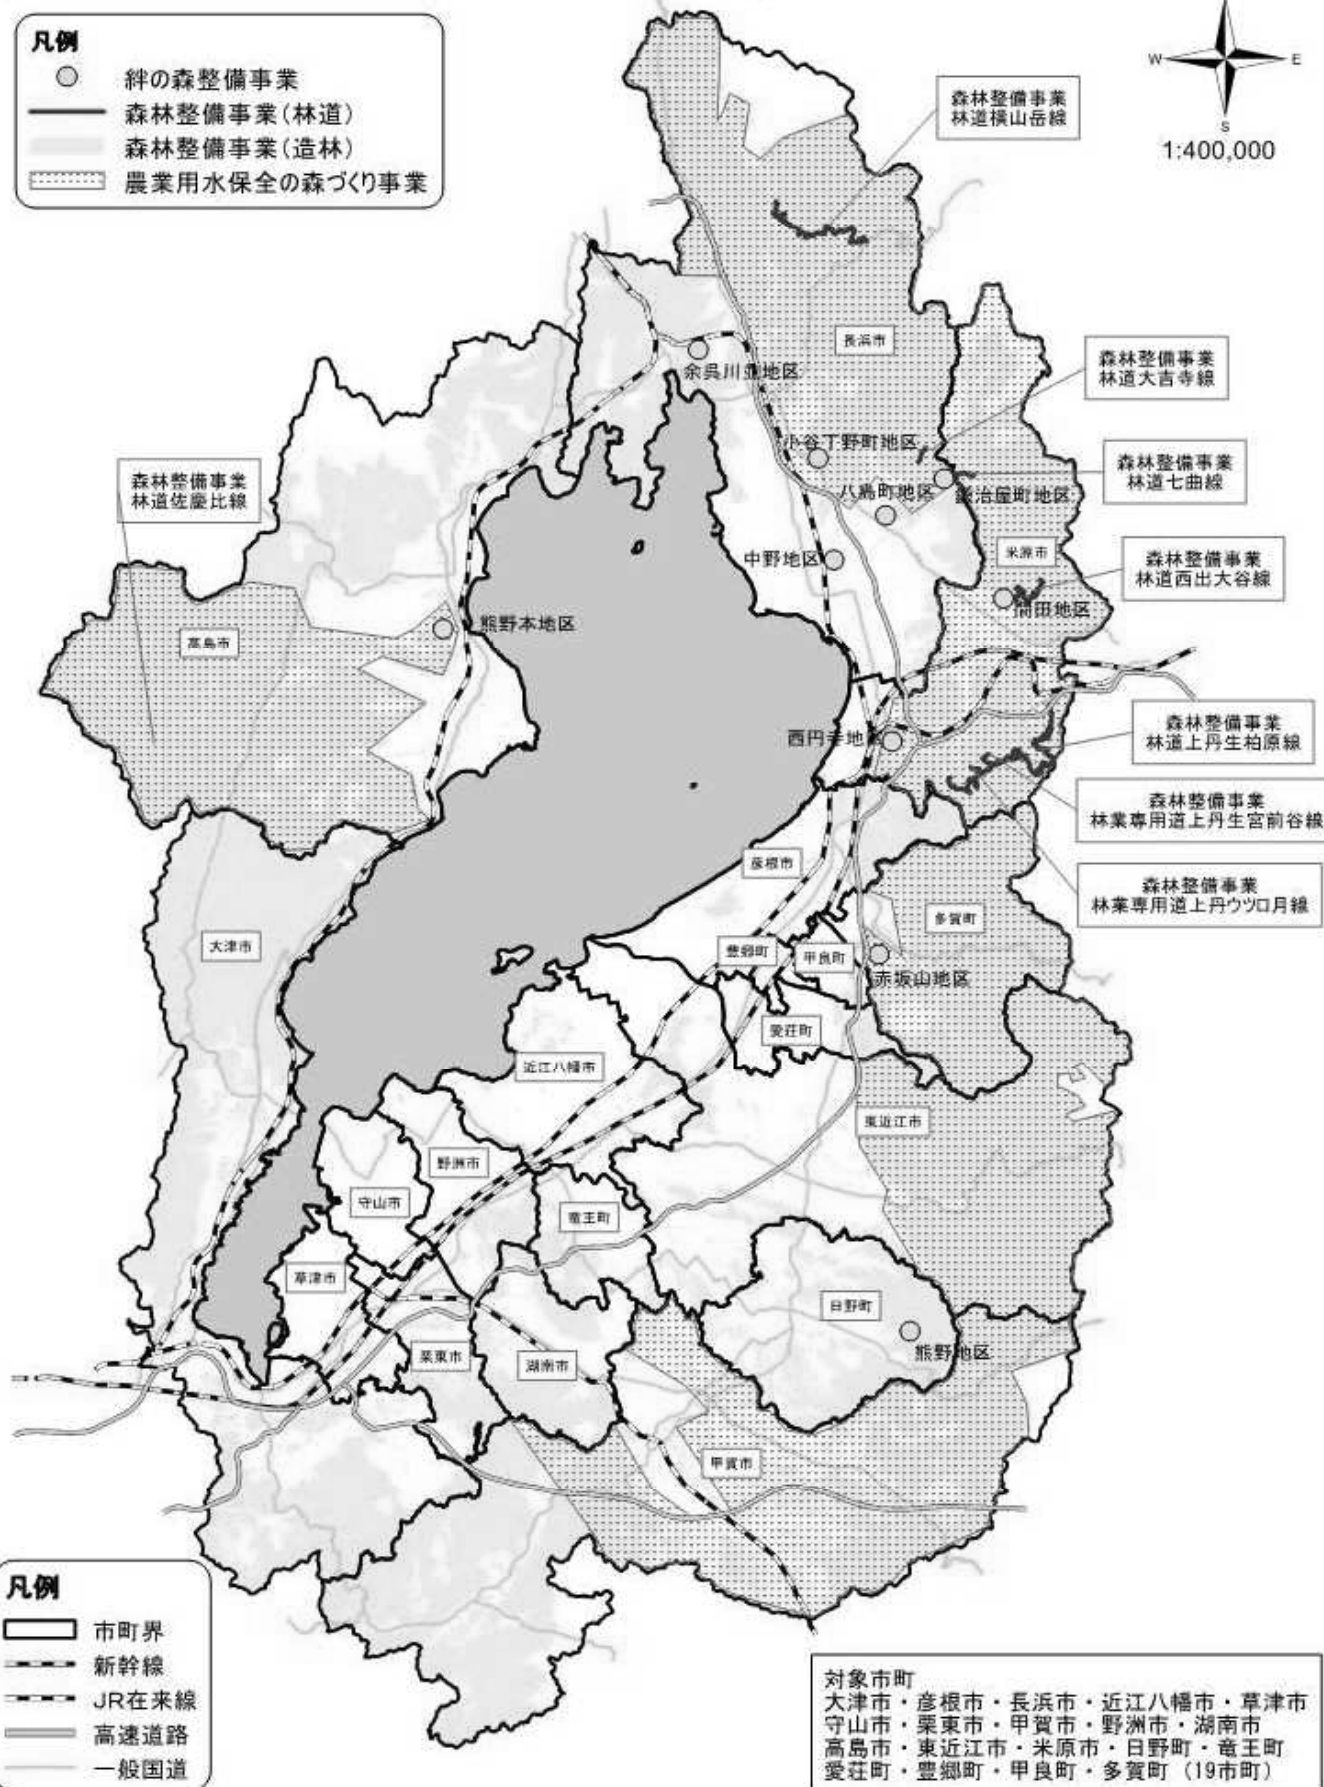 凡例
絆の森整備事業
森林整備事業(林道)
森林整備事業(造林)
農業用水保全の森づくり事業
W
E
S
1:400,000
森林整備事業
林道横山岳線
長浜市
森林整備事業
林道大吉寺線
余呉川並地区
小谷丁野町地区
森林整備事業
林道七曲線
八島町地区
鍛治屋町地区
森林整備事業
林道佐慶比線
中野地区
米原市
森林整備事業
林道西出大谷線
間田地区
熊野本地区
高島市
西円寺地区
森林整備事業
林道上丹生柏原線
森林整備事業
林業専用道上丹生宮前谷線
彦根市
森林整備事業
林業専用道上丹ウツロ月線
多賀町
大津市
豊郷町
甲良町
赤坂山地区
愛荘町
近江八幡市
東近江市
野洲市
守山市
竜王町
草津市
日野町
熊野地区
栗東市
湖南市
甲賀市
凡例
市町界
新幹線
JR在来線
高速道路
一般国道
対象市町
大津市・彦根市・長浜市・近江八幡市・草津市
守山市・栗東市・甲賀市・野洲市・湖南市
高島市・東近江市・米原市・日野町・竜王町
愛荘町・豊郷町・甲良町・多賀町（19市町）